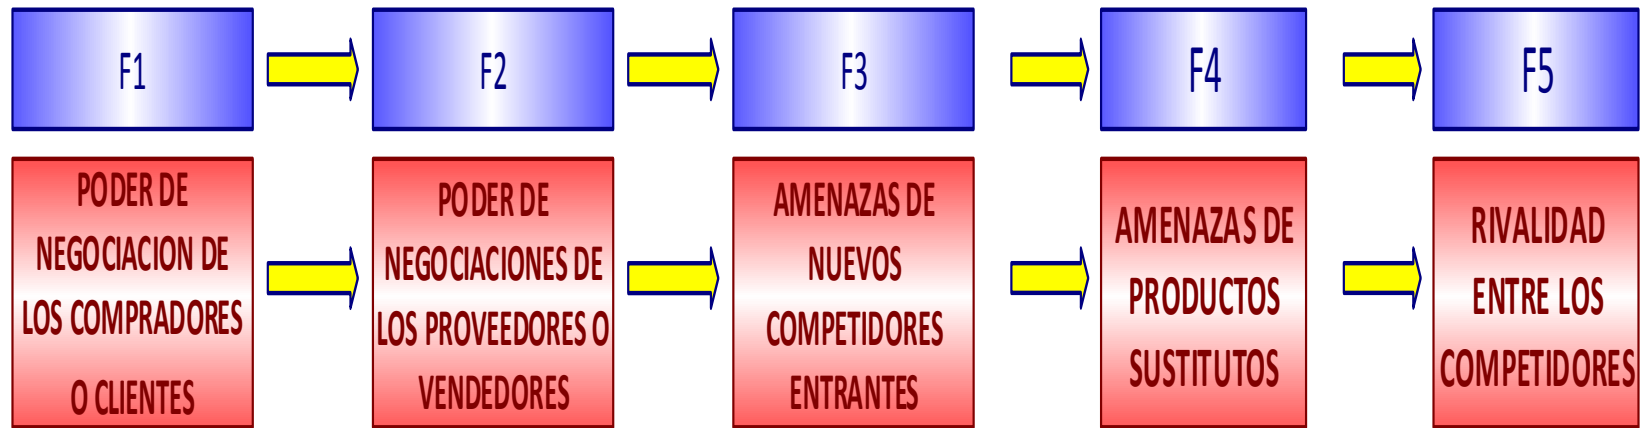 F1
F2
F3
F4
F5
PODER DE
NEGOCIACION DE
LOS COMPRADORES
O CLIENTES
PODER DE
NEGOCIACIONES DE
LOS PROVEEDORES O
VENDEDORES
AMENAZAS DE
NUEVOS
COMPETIDORES
ENTRANTES
AMENAZAS DE
PRODUCTOS
SUSTITUTOS
RIVALIDAD
ENTRE LOS
COMPETIDORES